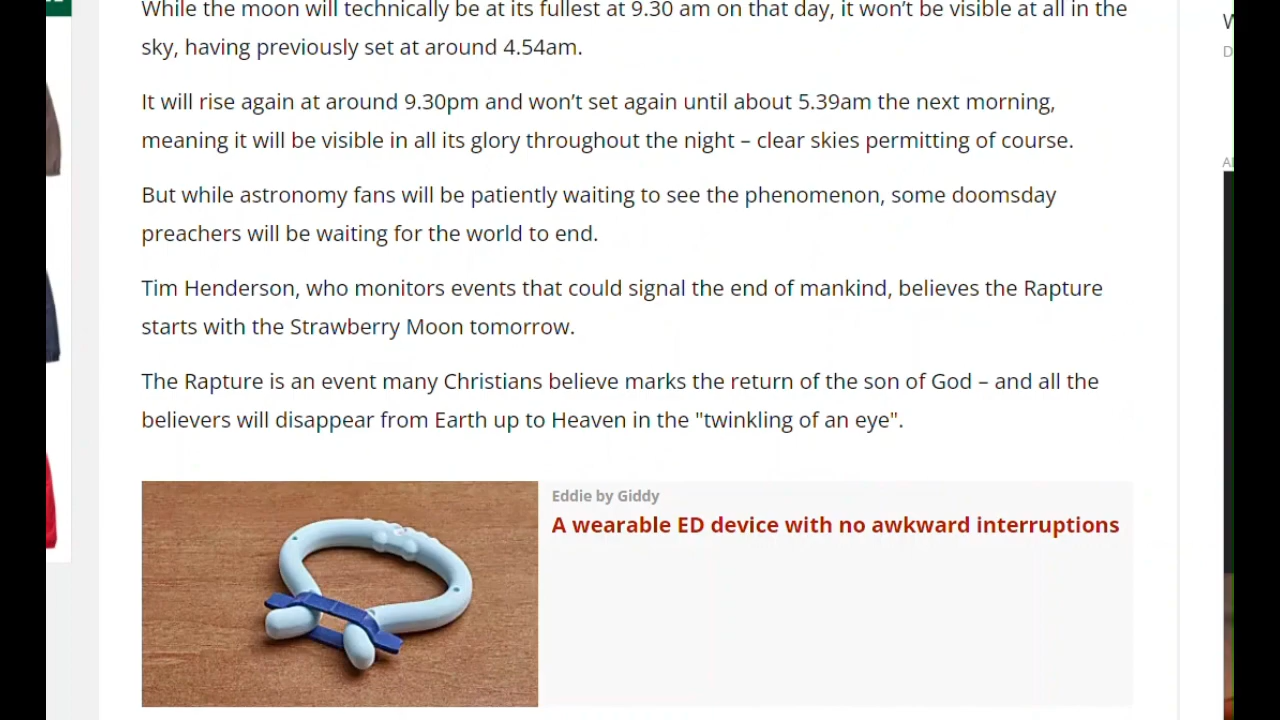 While the moon will technically be at its fullest at 9.30 am on that day, it won’t be visible at all in the
sky, having previously set at around 4.54am.
It will rise again at around 9.30pm and won’t set again until about 5.39am the next morning,
meaning it will be visible in all its glory throughout the night – clear skies permitting of course.
But while astronomy fans will be patiently waiting to see the phenomenon, some doomsday
preachers will be waiting for the world to end.
Tim Henderson, who monitors events that could signal the end of mankind, believes the Rapture
starts with the Strawberry Moon tomorrow.
The Rapture is an event many Christians believe marks the return of the son of God – and all the
believers will disappear from Earth up to Heaven in the "twinkling of an eye".
Eddie by Giddy
A wearable ED device with no awkward interruptions